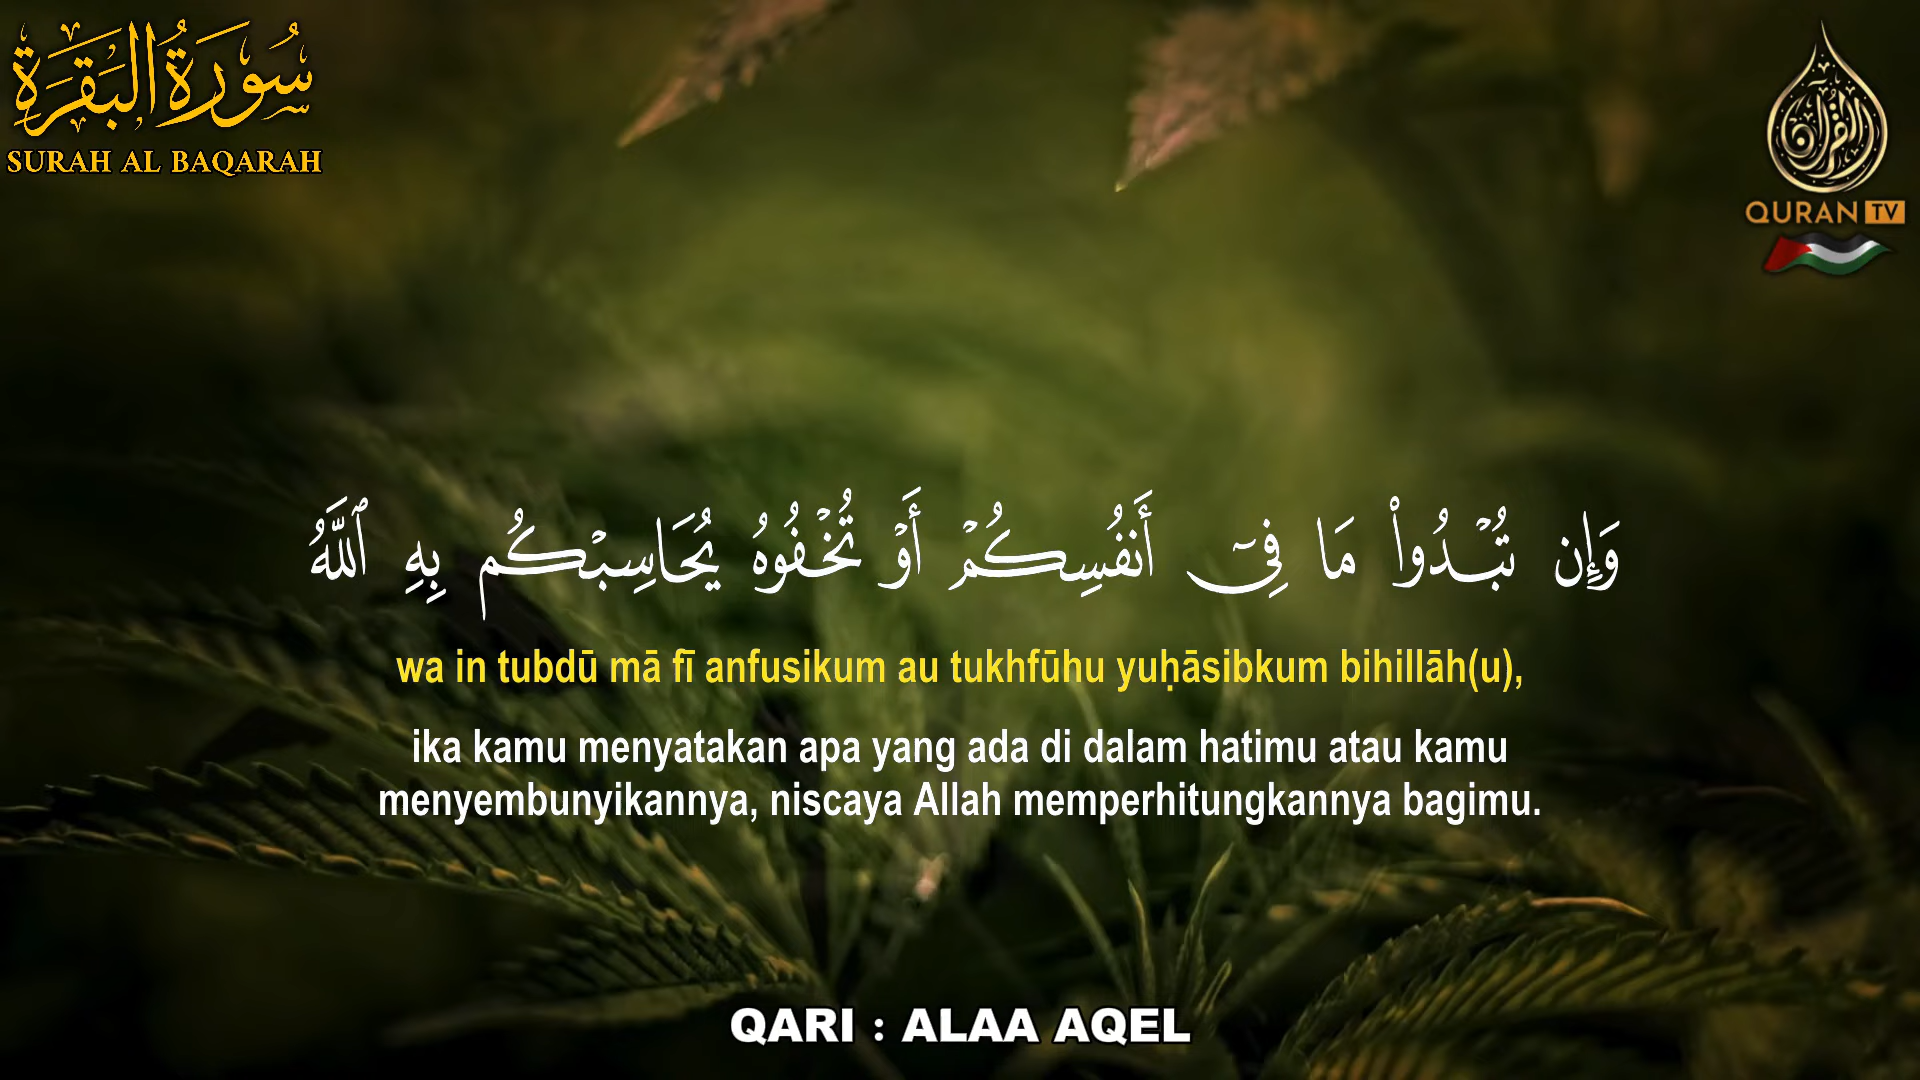 سُورَةُ الْبَقَرَةِ
SURAH AL BAQARAH
القرآن
QURAN TV
وَإِن تُبْدُوا۟ مَا فِىٓ أَنفُسِكُمْ أَوْ تُخْفُوهُ يُحَاسِبْكُم بِهِ ٱللَّهُ
wa in tubdū mā fī anfusikum au tukhfūhu yuḥāsibkum bihillāh(u),
ika kamu menyatakan apa yang ada di dalam hatimu atau kamu
menyembunyikannya, niscaya Allah memperhitungkannya bagimu.
QARI : ALAA AQEL